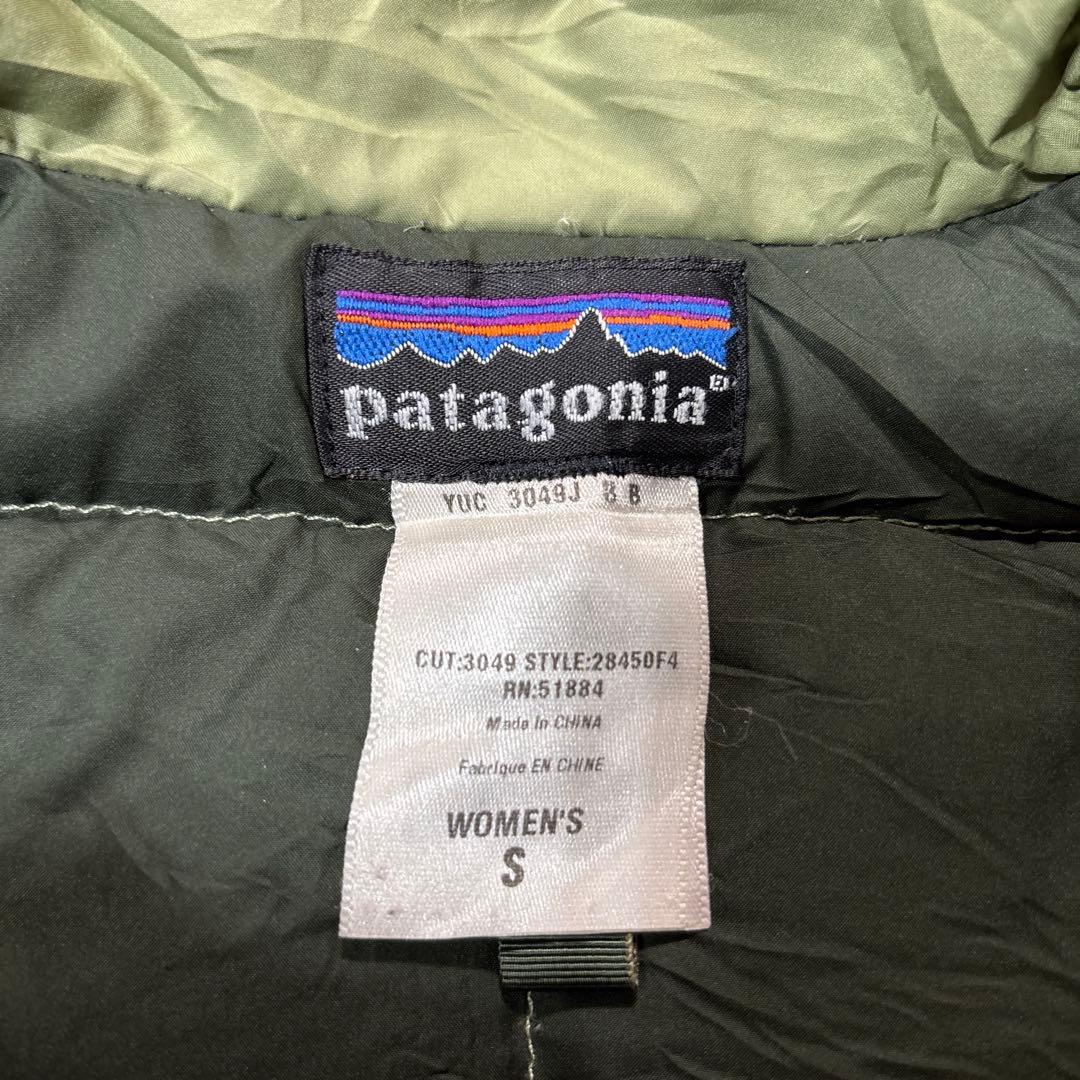 patagonia®
YUC 3049J 8 B
CUT:3049 STYLE:28450F4
RN:51884
Made In CHINA
Fabrique EN CHINE
WOMEN'S
S